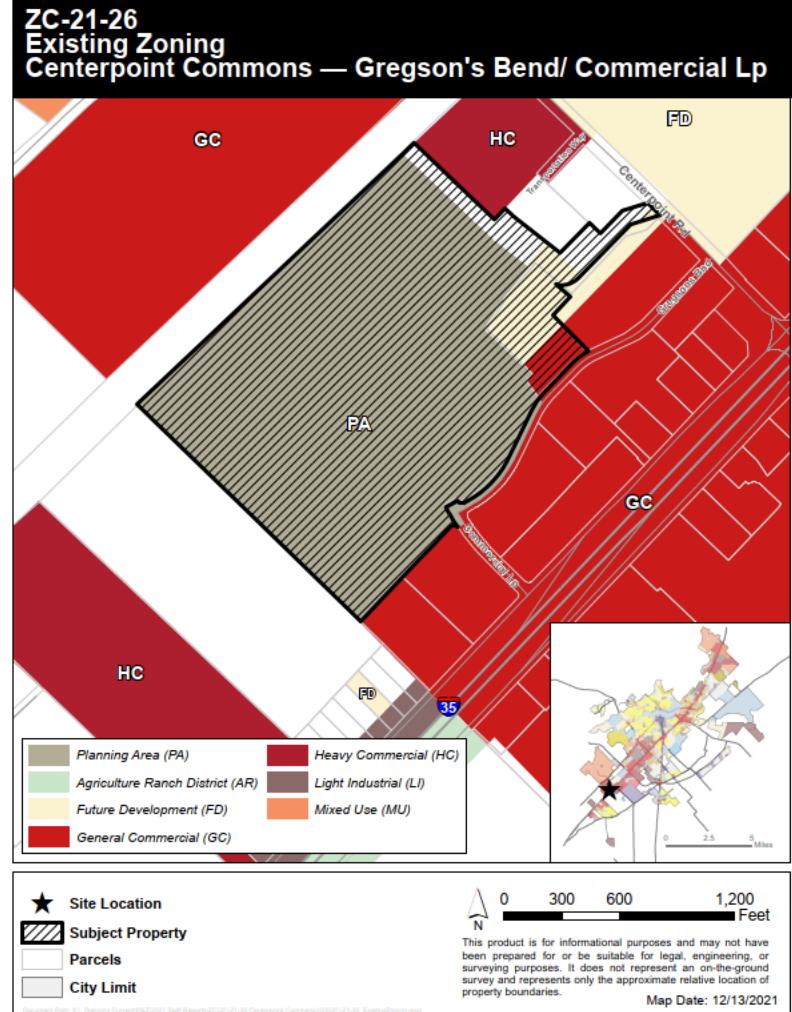 ZC-21-26
Existing Zoning
Centerpoint Commons — Gregson's Bend/ Commercial Lp
GC
HC
FD
Transportation Way
Centerpoint Rd
Gregsons Bnd
PA
GC
Commercial Lp
HC
FD
35
Planning Area (PA)
Heavy Commercial (HC)
Agriculture Ranch District (AR)
Light Industrial (LI)
Future Development (FD)
Mixed Use (MU)
General Commercial (GC)
0 2.5 5
Miles
Site Location
Subject Property
Parcels
City Limit
N
0 300 600 1,200
Feet
This product is for informational purposes and may not have
been prepared for or be suitable for legal, engineering, or
surveying purposes. It does not represent an on-the-ground
survey and represents only the approximate relative location of
property boundaries.
Map Date: 12/13/2021